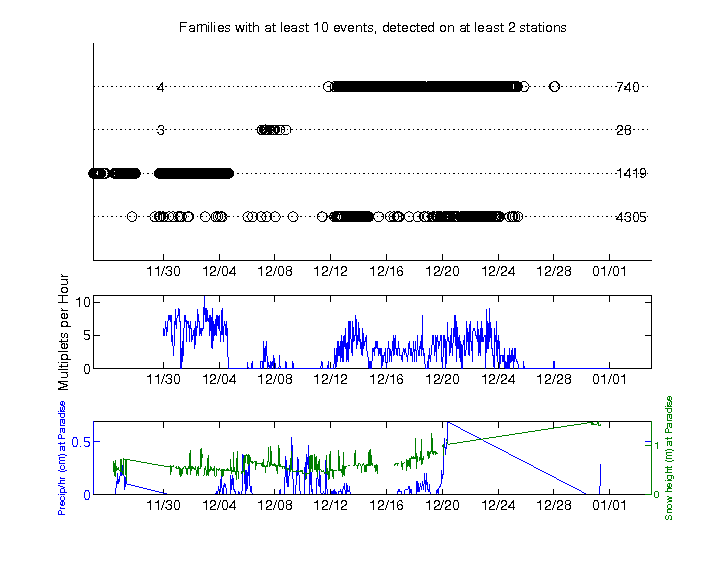 Families with at least 10 events, detected on at least 2 stations
4 740
3 26
1419
4305
11/30 12/04 12/08 12/12 12/16 12/20 12/24 12/28 01/01
Multiplets per Hour
10
5
0
11/30 12/04 12/08 12/12 12/16 12/20 12/24 12/28 01/01
Precip/hr (cm) at Paradise
0.5
0
Snow height (m) at Paradise
1
0
11/30 12/04 12/08 12/12 12/16 12/20 12/24 12/28 01/01